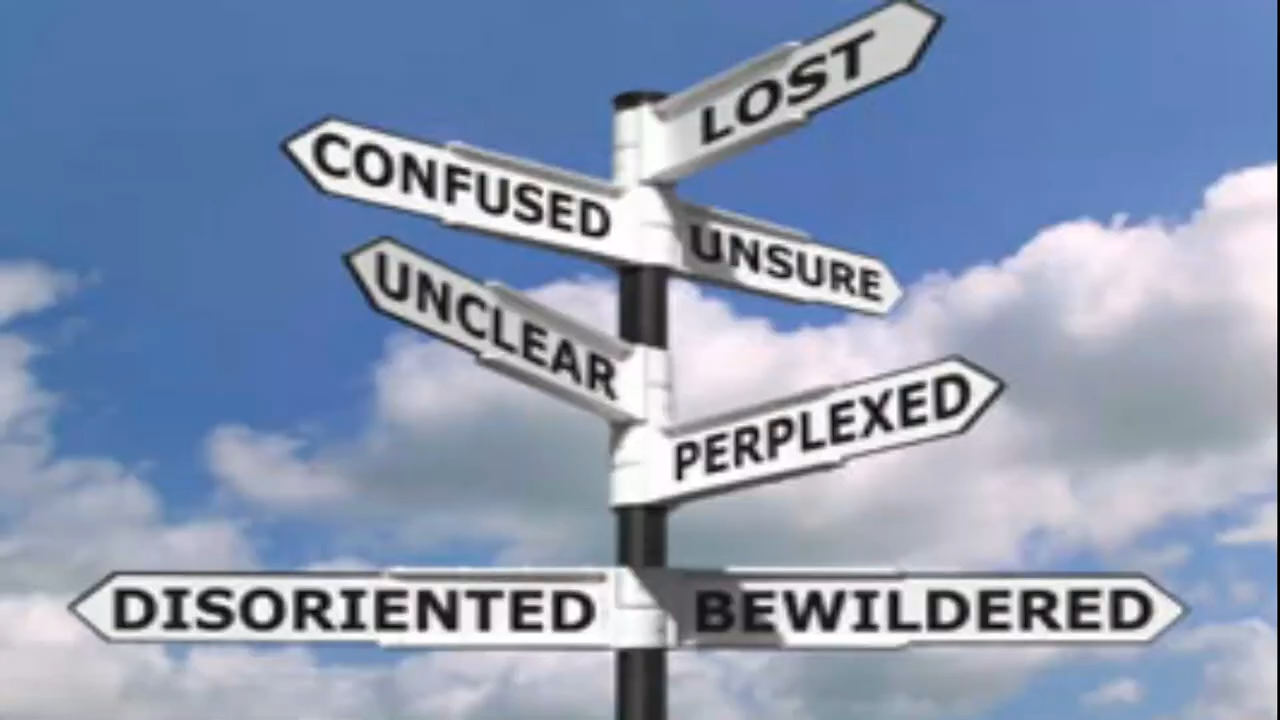 LOST
CONFUSED
UNSURE
UNCLEAR
PERPLEXED
DISORIENTED
BEWILDERED